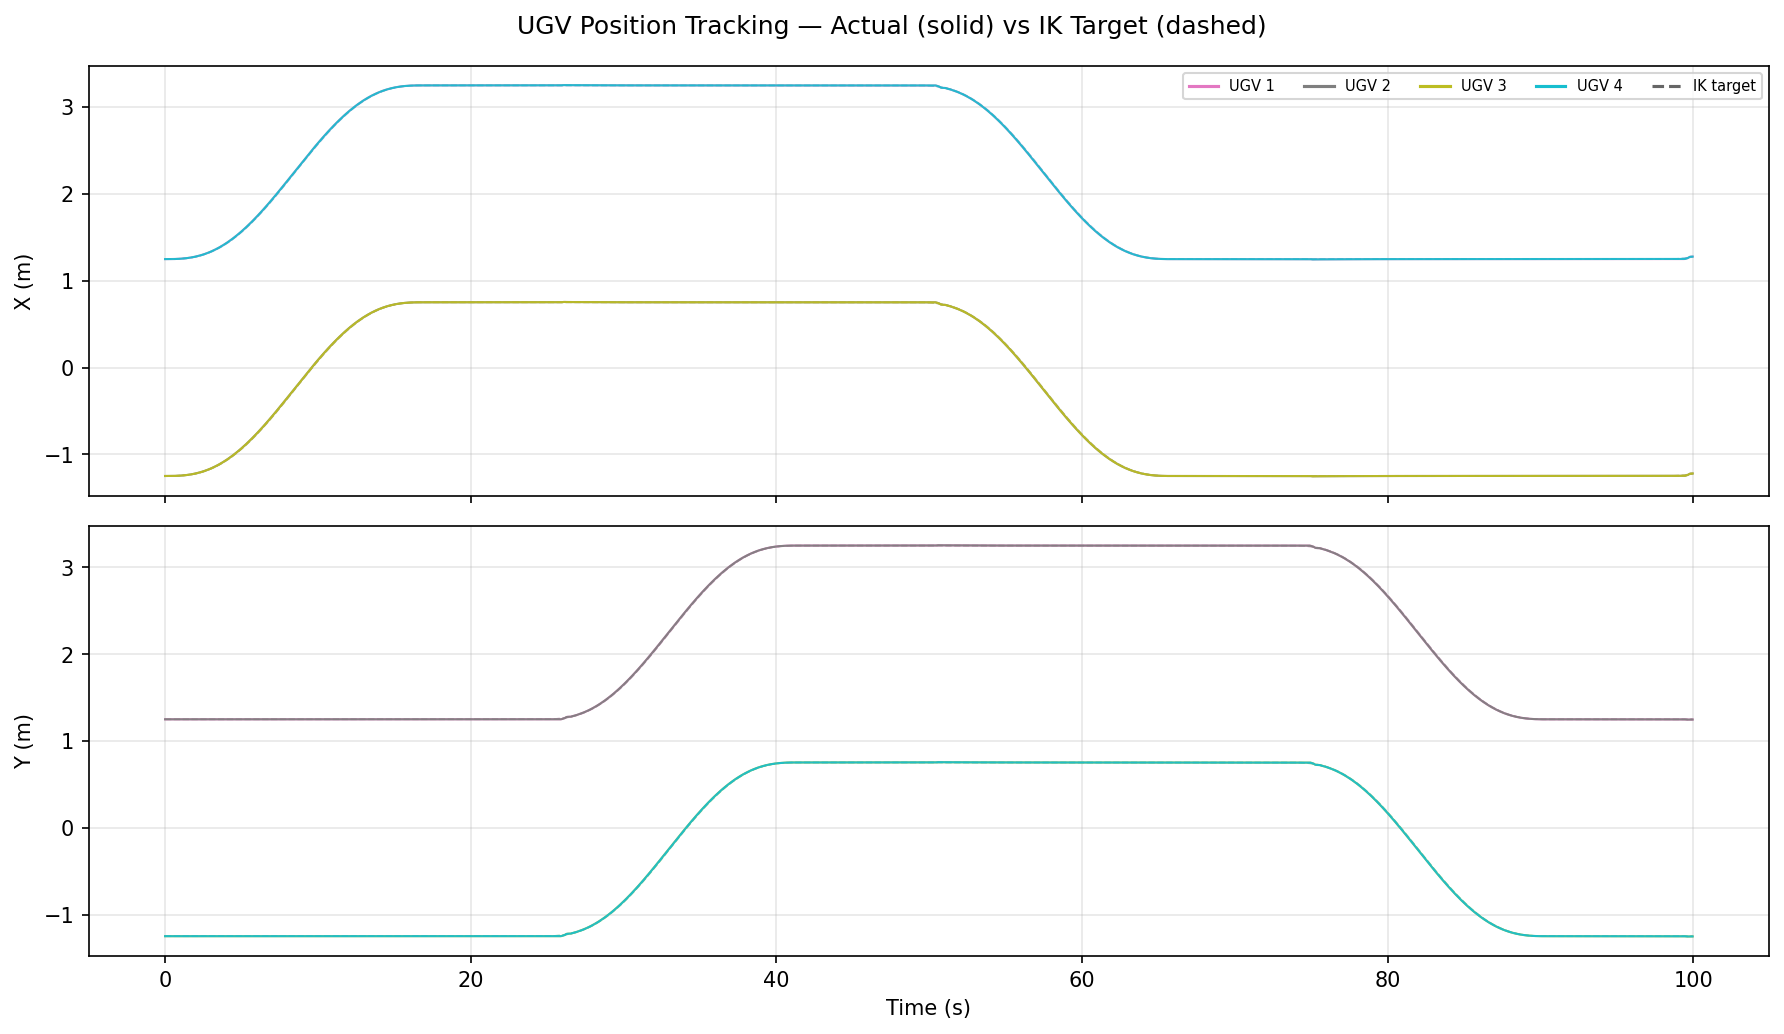 UGV Position Tracking — Actual (solid) vs IK Target (dashed)
UGV 1 UGV 2 UGV 3 UGV 4 IK target
X (m)
3
2
1
0
−1
Y (m)
3
2
1
0
−1
0 20 40 60 80 100
Time (s)